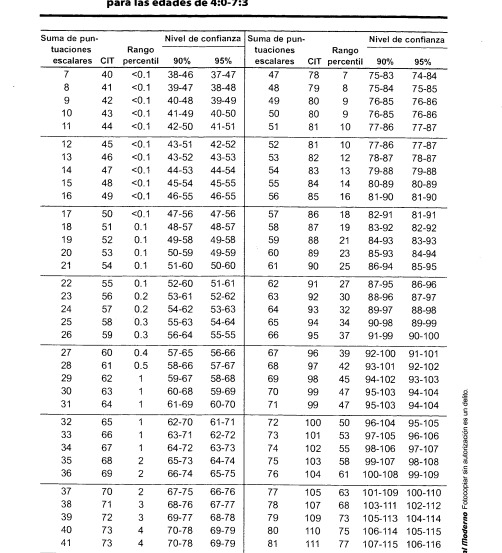 para las edades de 4:0-7:3
Suma de pun- Nivel de confianza Suma de pun- Nivel de confianza
tuaciones Rango tuaciones Rango
escalares CIT percentil 90% 95% escalares CIT percentil 90% 95%
7 40 <0.1 38-46 37-47 47 78 7 75-83 74-84
8 41 <0.1 39-47 38-48 48 79 8 75-84 75-85
9 42 <0.1 40-48 39-49 49 80 9 76-85 76-86
10 43 <0.1 41-49 40-50 50 80 9 76-85 76-86
11 44 <0.1 42-50 41-51 51 81 10 77-86 77-87
12 45 <0.1 43-51 42-52 52 81 10 77-86 77-87
13 46 <0.1 43-52 43-53 53 82 12 78-87 78-87
14 47 <0.1 44-53 44-54 54 83 13 79-88 79-88
15 48 <0.1 45-54 45-55 55 84 14 80-89 80-89
16 49 <0.1 46-55 46-55 56 85 16 81-90 81-90
17 50 <0.1 47-56 47-56 57 86 18 82-91 81-91
18 51 0.1 48-57 48-57 58 87 19 83-92 82-92
19 52 0.1 49-58 49-58 59 88 21 84-93 83-93
20 53 0.1 50-59 49-59 60 89 23 85-93 84-94
21 54 0.1 51-60 50-60 61 90 25 86-94 85-95
22 55 0.1 52-60 51-61 62 91 27 87-95 86-96
23 56 0.2 53-61 52-62 63 92 30 88-96 87-97
24 57 0.2 54-62 53-63 64 93 32 89-97 88-98
25 58 0.3 55-63 54-64 65 94 34 90-98 89-99
26 59 0.3 56-64 55-55 66 95 37 91-99 90-100
27 60 0.4 57-65 56-66 67 96 39 92-100 91-101
28 61 0.5 58-66 57-67 68 97 42 93-101 92-102
29 62 1 59-67 58-68 69 98 45 94-102 93-103
30 63 1 60-68 59-69 70 99 47 95-103 94-104
31 64 1 61-69 60-70 71 99 47 95-103 94-104
32 65 1 62-70 61-71 72 100 50 96-104 95-105
33 66 1 63-71 62-72 73 101 53 97-105 96-106
34 67 1 64-72 63-73 74 102 55 98-106 97-107
35 68 2 65-73 64-74 75 103 58 99-107 98-108
36 69 2 66-74 65-75 76 104 61 100-108 99-109
37 70 2 67-75 66-76 77 105 63 101-109 100-110
38 71 3 68-76 67-77 78 107 68 103-111 102-112
39 72 3 69-77 68-78 79 109 73 105-113 104-114
40 73 4 70-78 69-79 80 110 75 106-114 105-115
41 73 4 70-78 69-79 81 111 77 107-115 106-116
Moderno Fotocopiar sin autorización es un delito.